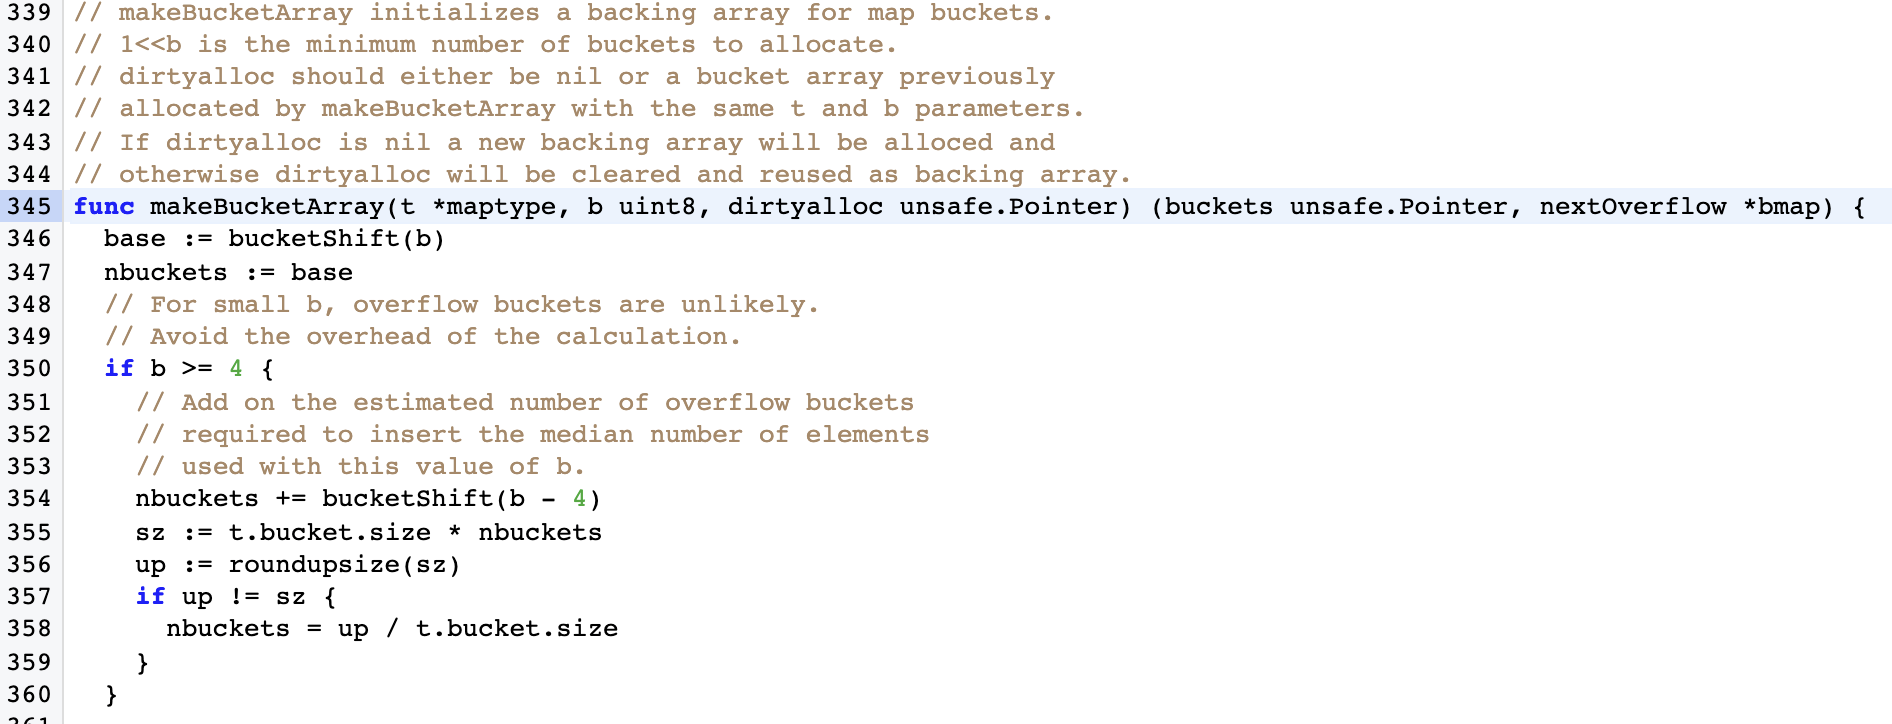 339 // makeBucketArray initializes a backing array for map buckets.
340 // 1<<b is the minimum number of buckets to allocate.
341 // dirtyalloc should either be nil or a bucket array previously
342 // allocated by makeBucketArray with the same t and b parameters.
343 // If dirtyalloc is nil a new backing array will be alloced and
344 // otherwise dirtyalloc will be cleared and reused as backing array.
345 func makeBucketArray(t *maptype, b uint8, dirtyalloc unsafe.Pointer) (buckets unsafe.Pointer, nextOverflow *bmap) {
346   base := bucketShift(b)
347   nbuckets := base
348   // For small b, overflow buckets are unlikely.
349   // Avoid the overhead of the calculation.
350   if b >= 4 {
351     // Add on the estimated number of overflow buckets
352     // required to insert the median number of elements
353     // used with this value of b.
354     nbuckets += bucketShift(b - 4)
355     sz := t.bucket.size * nbuckets
356     up := roundupsize(sz)
357     if up != sz {
358       nbuckets = up / t.bucket.size
359     }
360   }
361